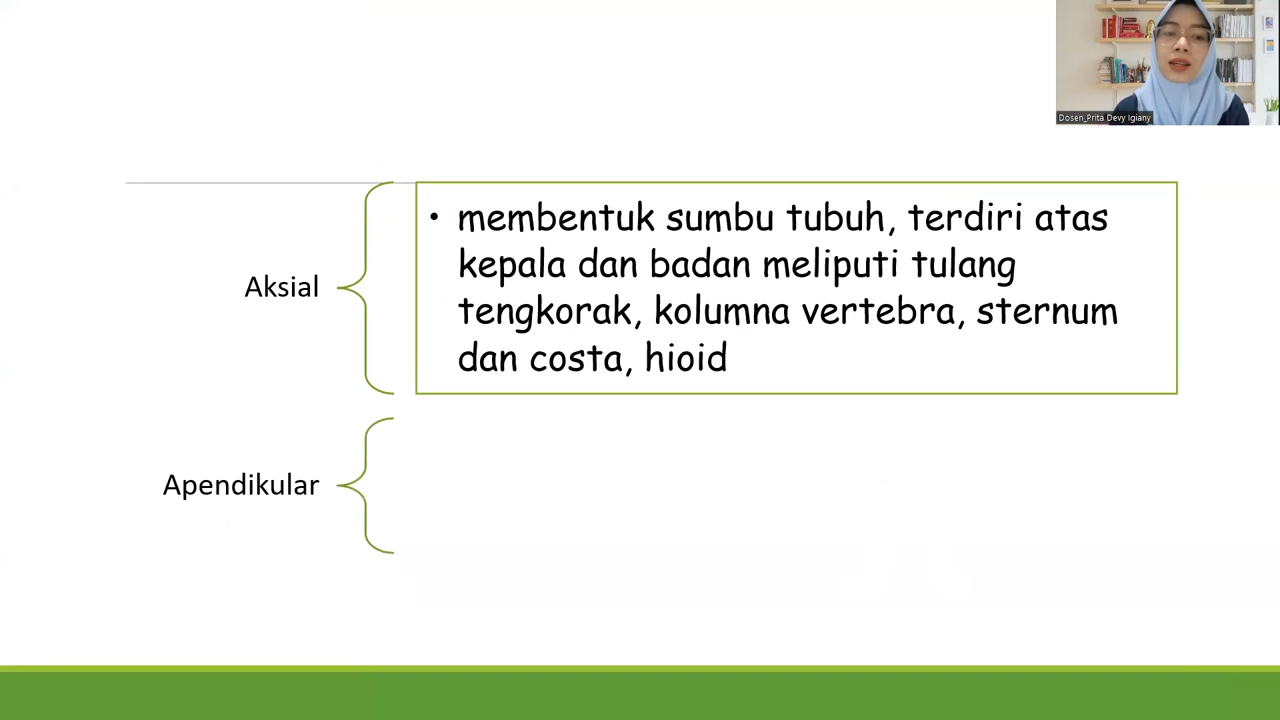 Dosen_Prita Devy Igiany
Aksial
• membentuk sumbu tubuh, terdiri atas
kepala dan badan meliputi tulang
tengkorak, kolumna vertebra, sternum
dan costa, hioid
Apendikular